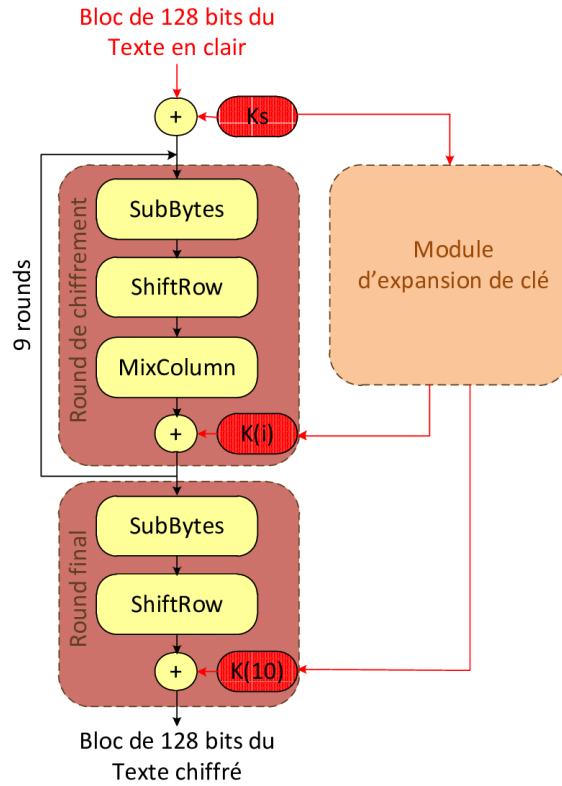 Bloc de 128 bits du
Texte en clair
+
Ks
Round de chiffrement
9 rounds
SubBytes
ShiftRow
MixColumn
+
K(i)
Module
d'expansion de clé
Round final
SubBytes
ShiftRow
+
K(10)
Bloc de 128 bits du
Texte chiffré